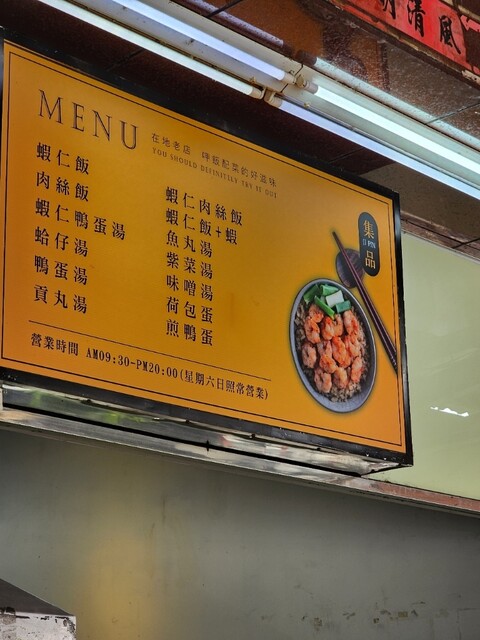 明清風
MENU
在地老店 呷飯配菜的好滋味
YOU SHOULD DEFINITELY TRY IT OUT
蝦仁飯
肉絲飯
蝦仁鴨蛋湯
蛤仔湯
鴨蛋湯
貢丸湯
蝦仁肉絲飯
蝦仁飯+蝦
魚丸湯
紫菜湯
味噌湯
荷包蛋
煎鴨蛋
集品
營業時間 AM09:30-PM20:00(星期六日照常營業)